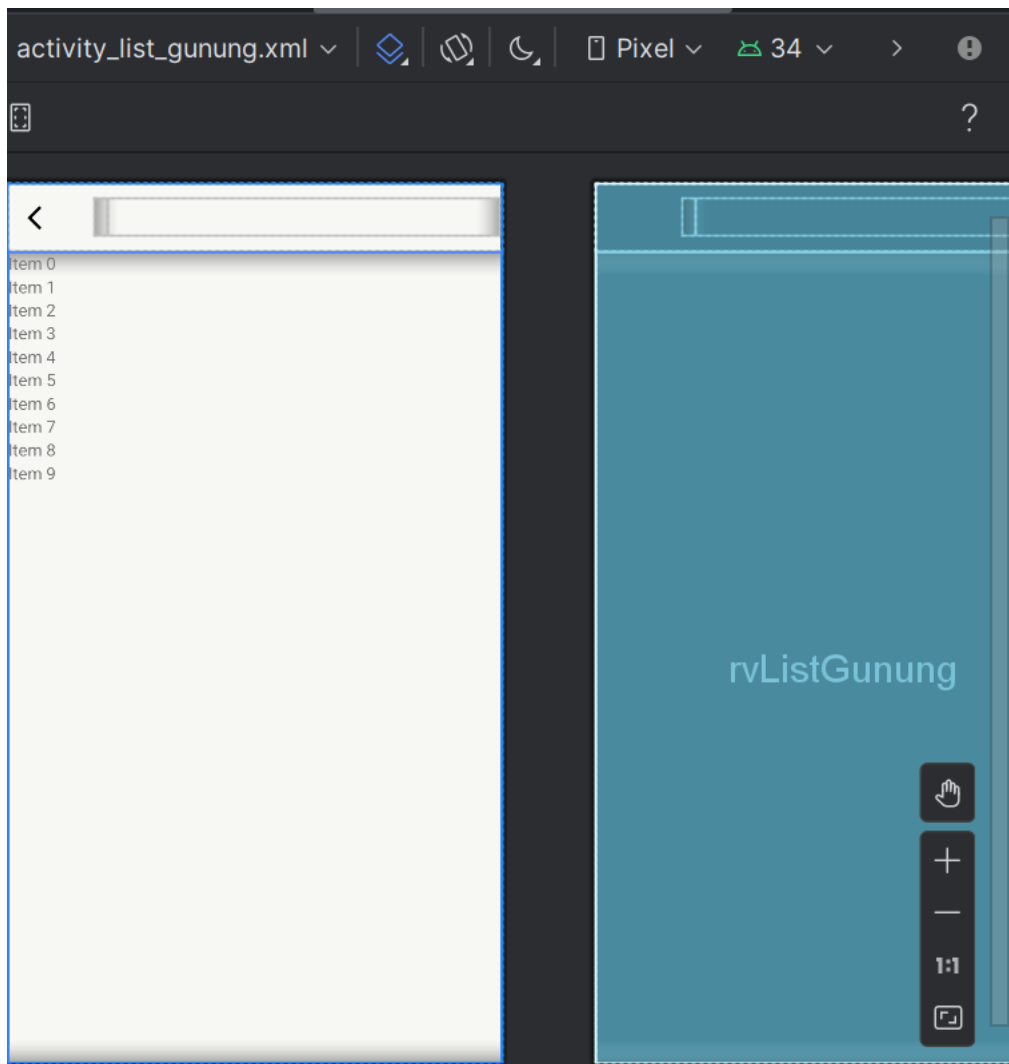 activity_list_gunung.xml Pixel 34
?
Item 0
Item 1
Item 2
Item 3
Item 4
Item 5
Item 6
Item 7
Item 8
Item 9
rvListGunung
1:1